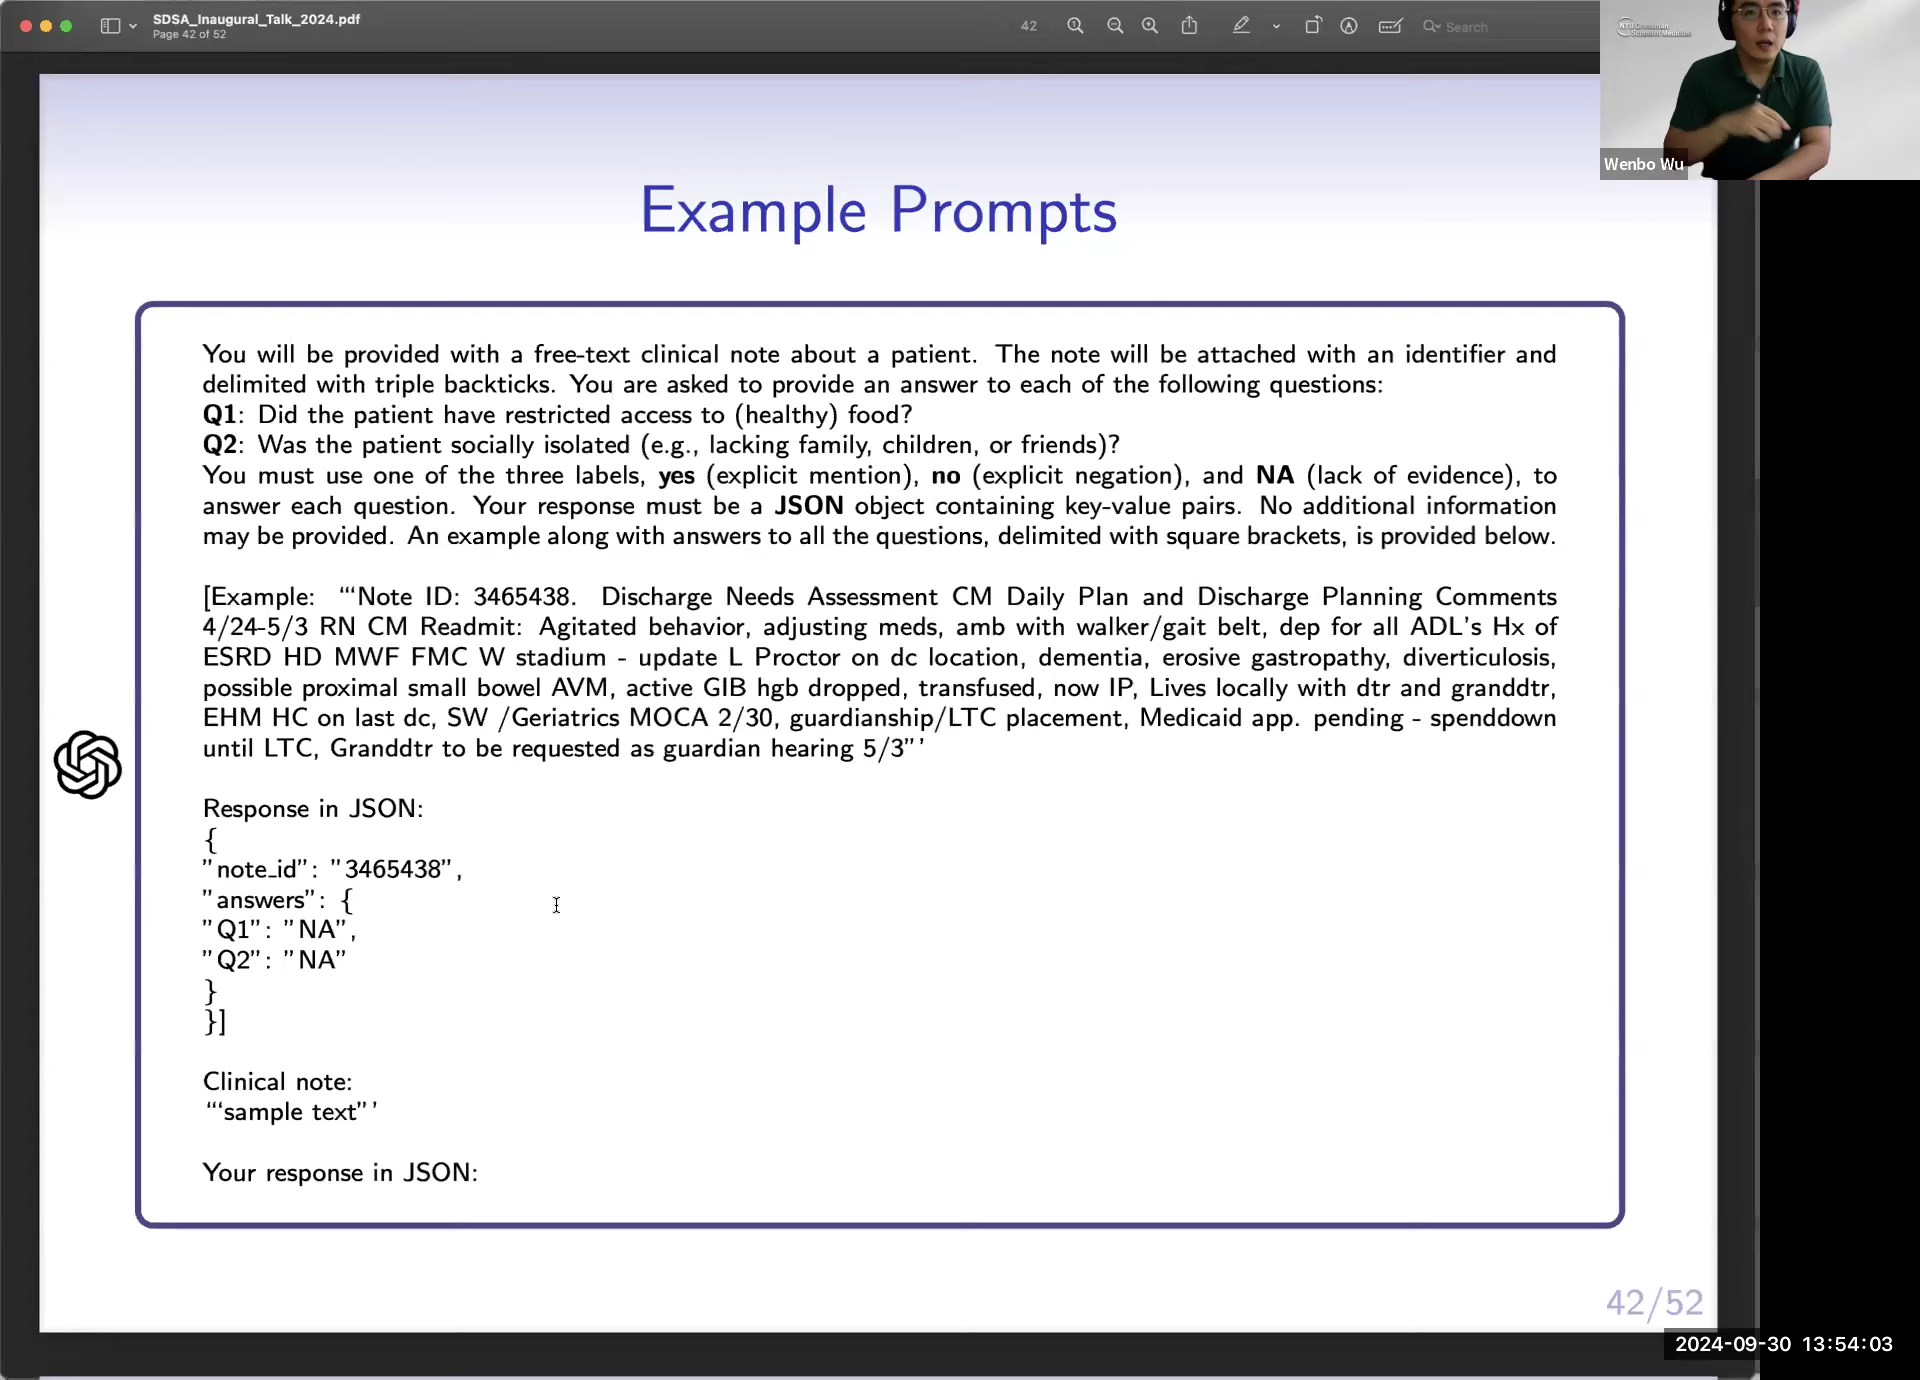 SDSA_Inaugural_Talk_2024.pdf
Page 42 of 52
42
Search
NYU Grossman
School of Medicine
Wenbo Wu
Example Prompts
You will be provided with a free-text clinical note about a patient. The note will be attached with an identifier and
delimited with triple backticks. You are asked to provide an answer to each of the following questions:
Q1: Did the patient have restricted access to (healthy) food?
Q2: Was the patient socially isolated (e.g., lacking family, children, or friends)?
You must use one of the three labels, yes (explicit mention), no (explicit negation), and NA (lack of evidence), to
answer each question. Your response must be a JSON object containing key-value pairs. No additional information
may be provided. An example along with answers to all the questions, delimited with square brackets, is provided below.
[Example: “‘Note ID: 3465438. Discharge Needs Assessment CM Daily Plan and Discharge Planning Comments
4/24-5/3 RN CM Readmit: Agitated behavior, adjusting meds, amb with walker/gait belt, dep for all ADL's Hx of
ESRD HD MWF FMC W stadium - update L Proctor on dc location, dementia, erosive gastropathy, diverticulosis,
possible proximal small bowel AVM, active GIB hgb dropped, transfused, now IP, Lives locally with dtr and granddtr,
EHM HC on last dc, SW /Geriatrics MOCA 2/30, guardianship/LTC placement, Medicaid app. pending - spenddown
until LTC, Granddtr to be requested as guardian hearing 5/3”’
Response in JSON:
{
”note_id”: ”3465438”,
”answers”: {
”Q1”: ”NA”,
”Q2”: ”NA”
}
}]
Clinical note:
“‘sample text”’
Your response in JSON:
42/52
2024-09-30 13:54:03